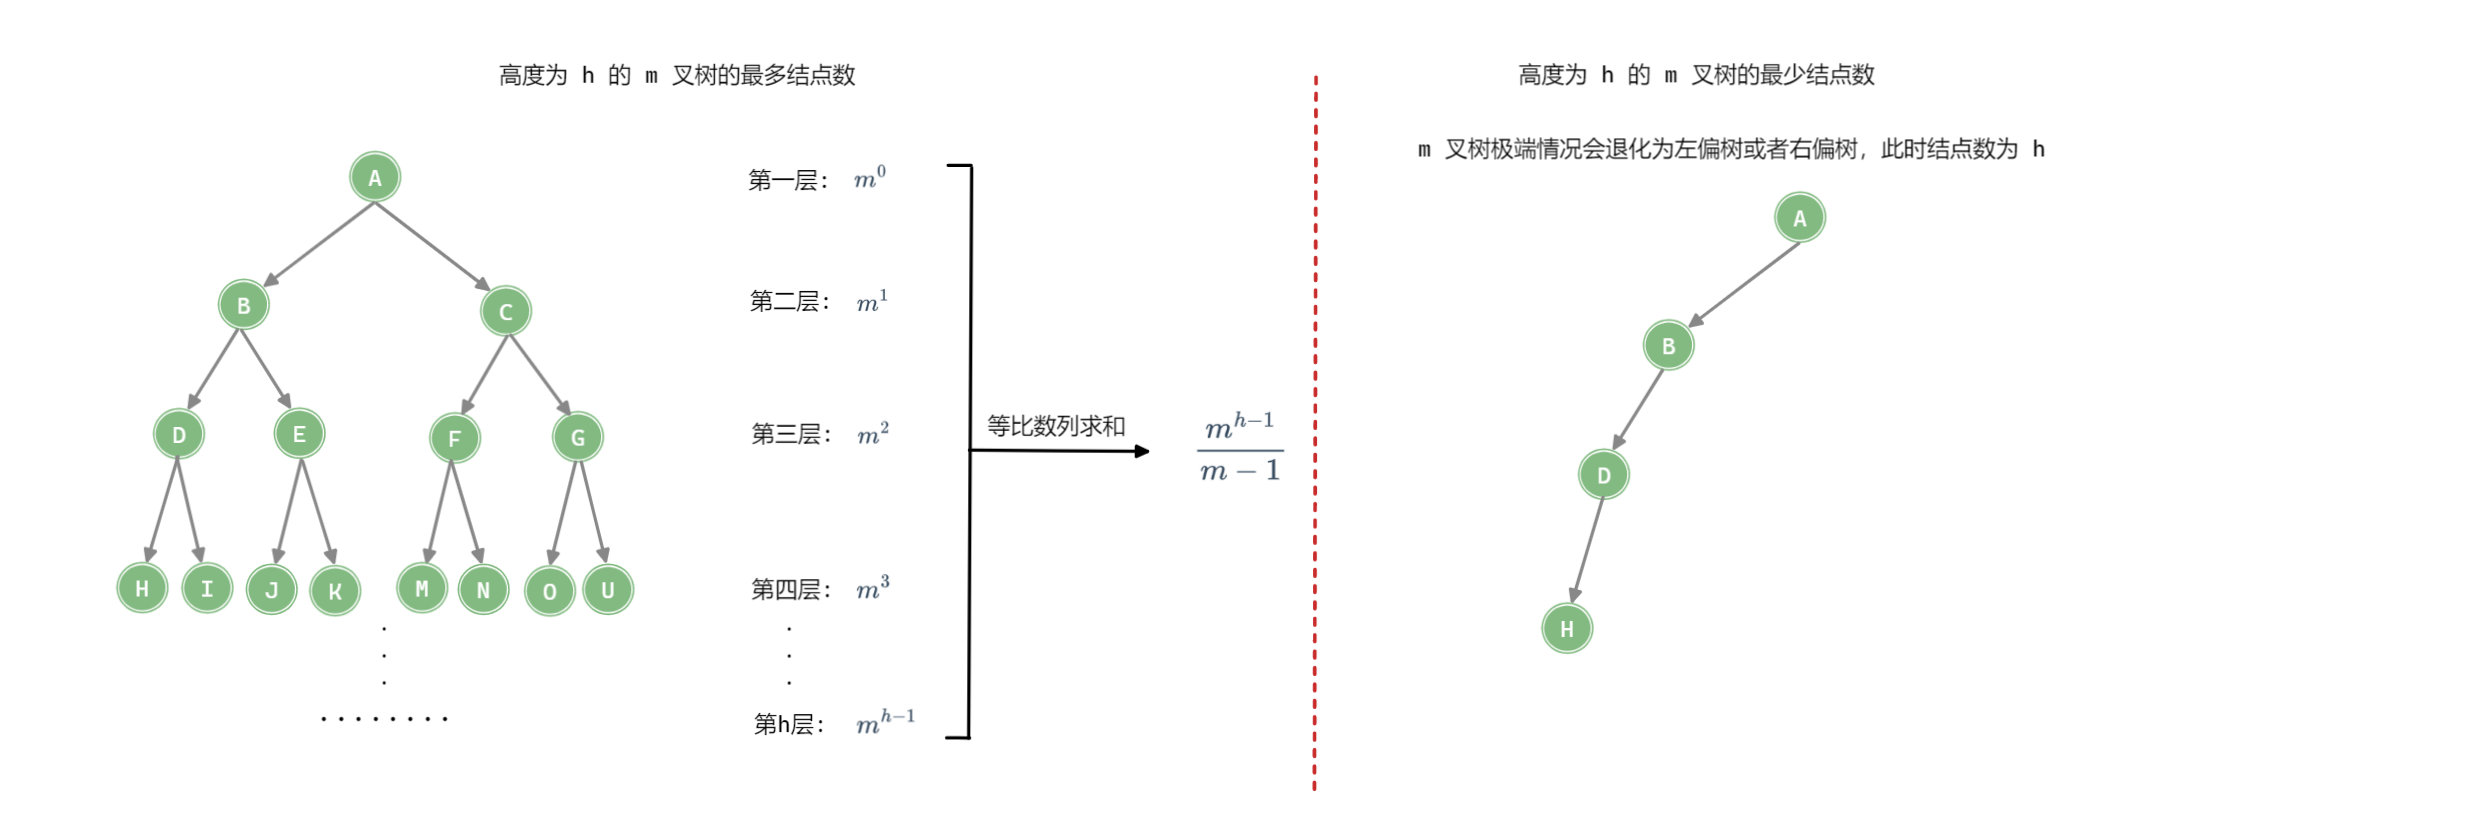 高度为 h 的 m 叉树的最多结点数
A
B
C
D
E
F
G
H
I
J
K
M
N
O
U
第一层: m^0
第二层: m^1
第三层: m^2
第四层: m^3
第h层: m^{h-1}
等比数列求和
m^{h-1}
m - 1
高度为 h 的 m 叉树的最少结点数
m 叉树极端情况会退化为左偏树或者右偏树, 此时结点数为 h
A
B
D
H